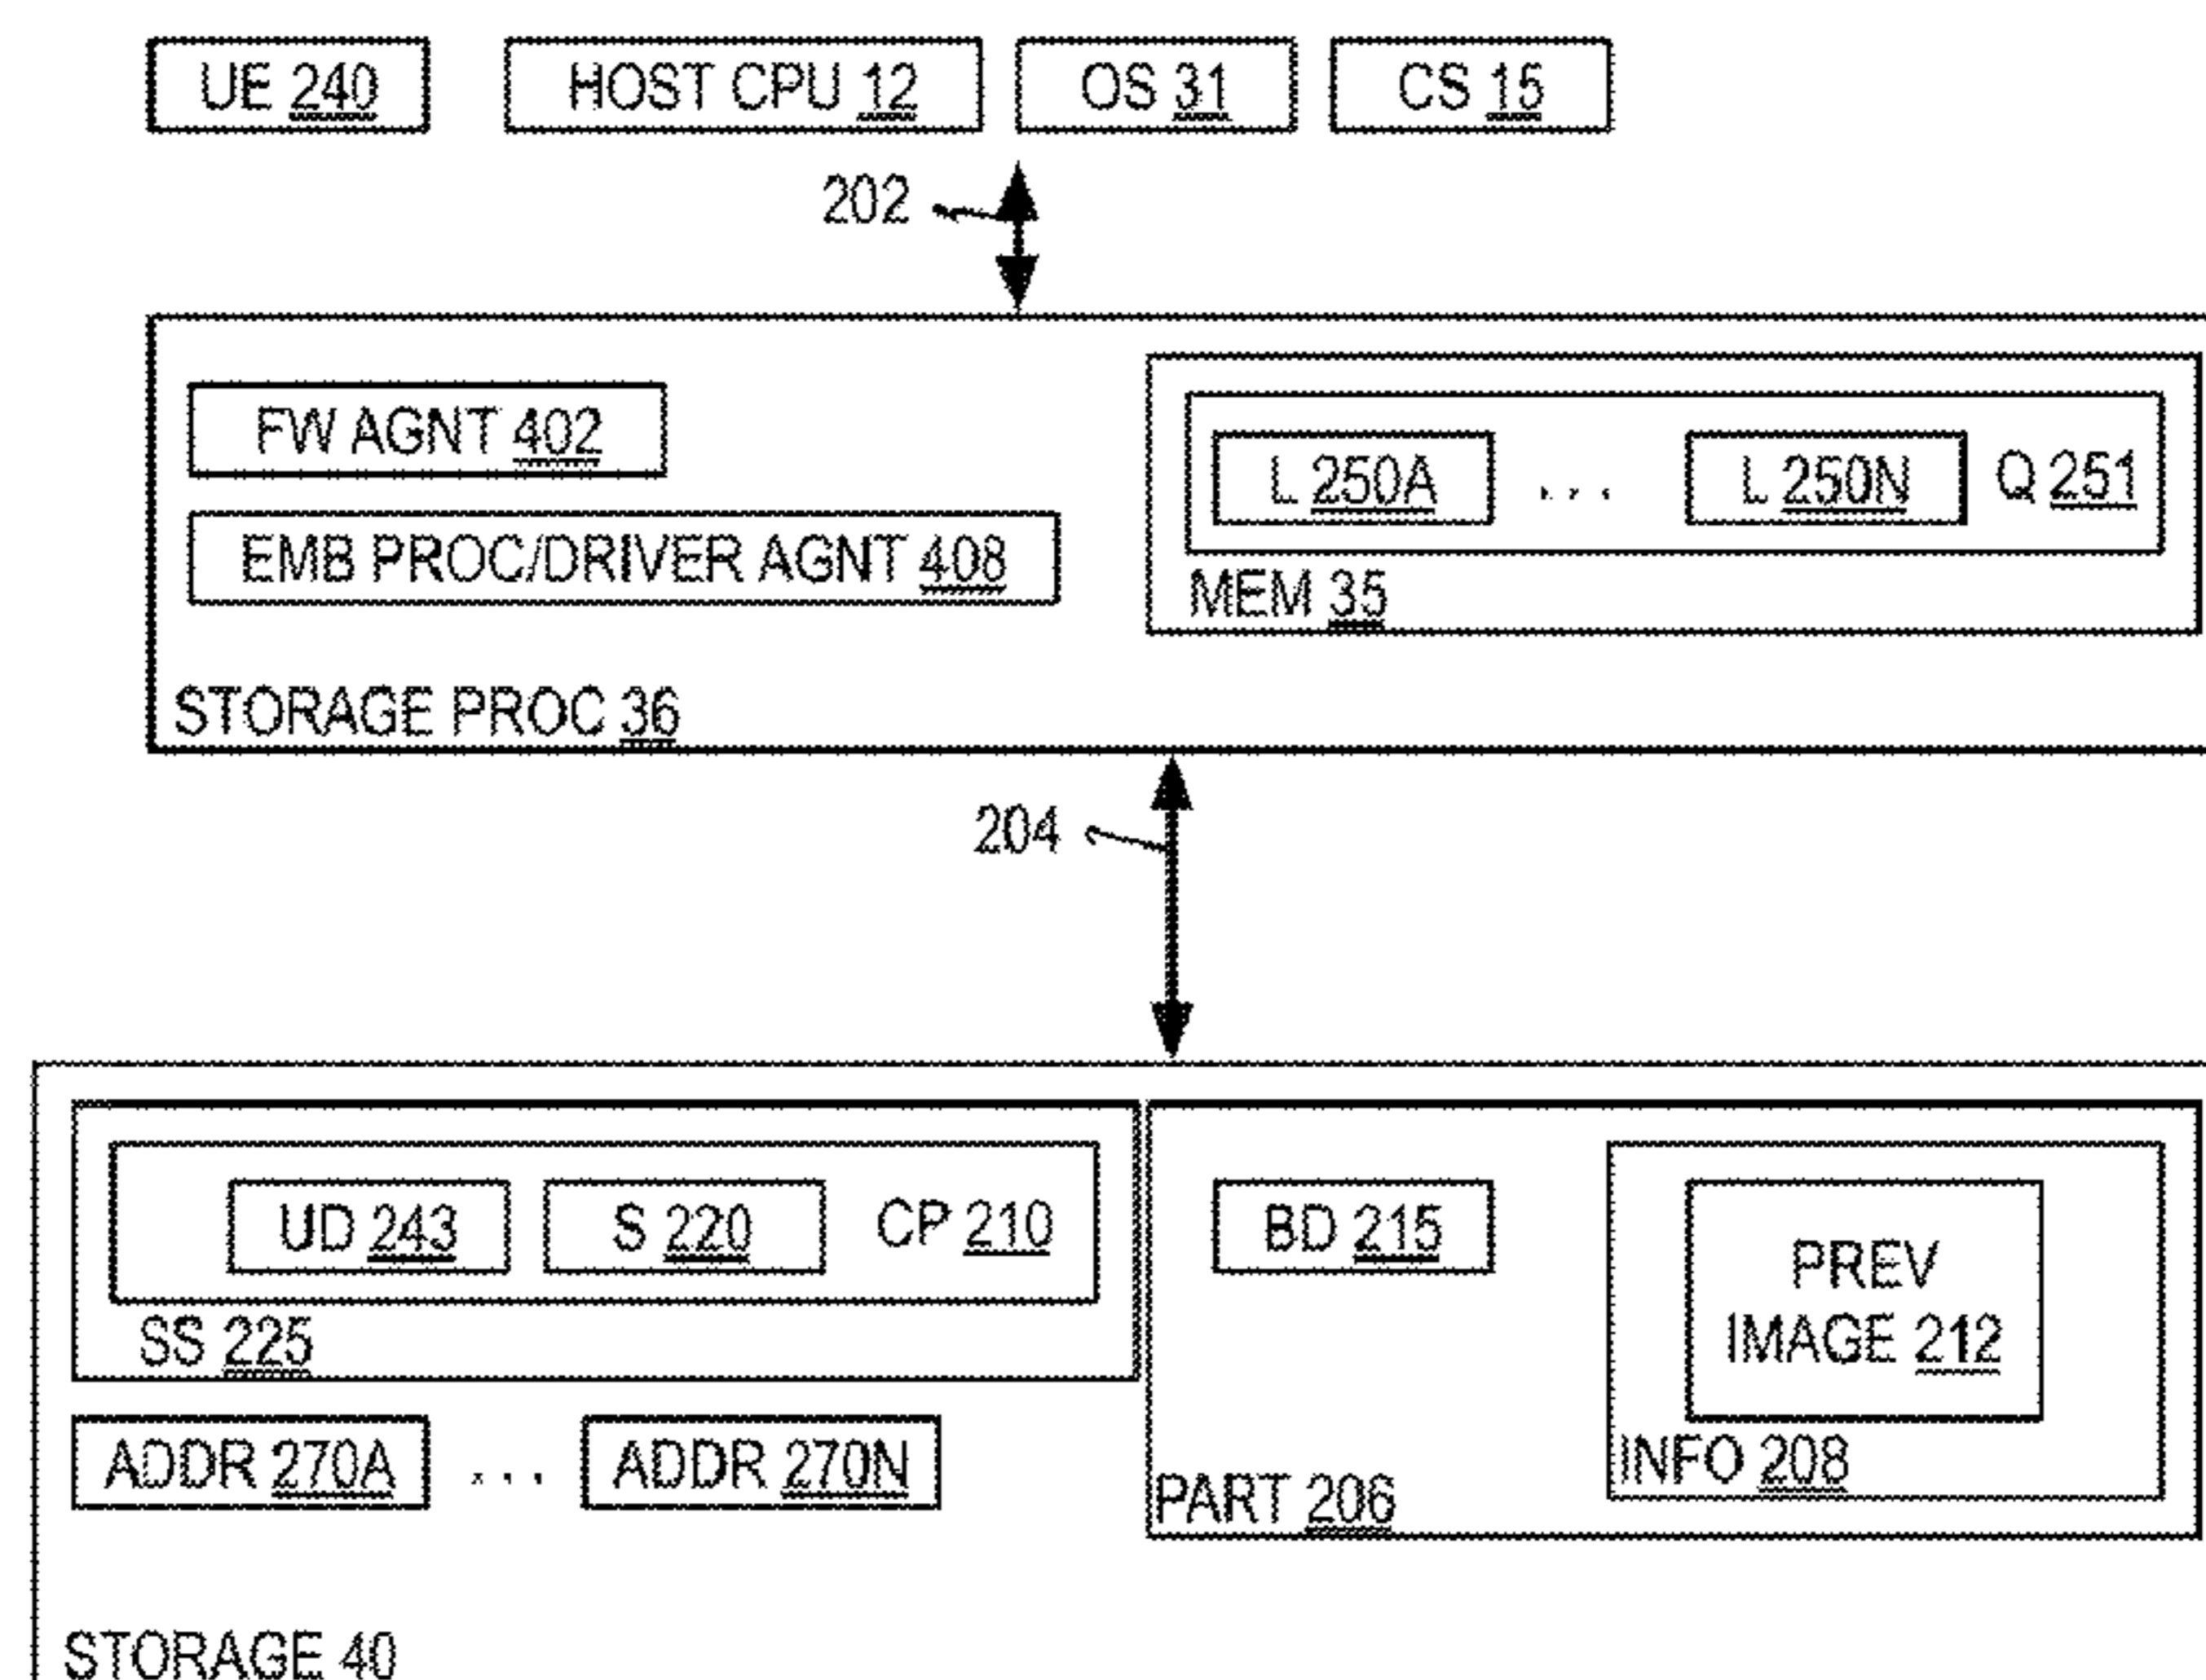 UE 240 HOST CPU 12 OS 31 CS 15
202
FW AGNT 402
L 250A ... L 250N Q 251
EMB PROC/DRIVER AGNT 408
MEM 35
STORAGE PROC 36
204
UD 243 S 220 CP 210 BD 215
PREV
IMAGE 212
SS 225
INFO 208
ADDR 270A ... ADDR 270N
PART 206
STORAGE 40